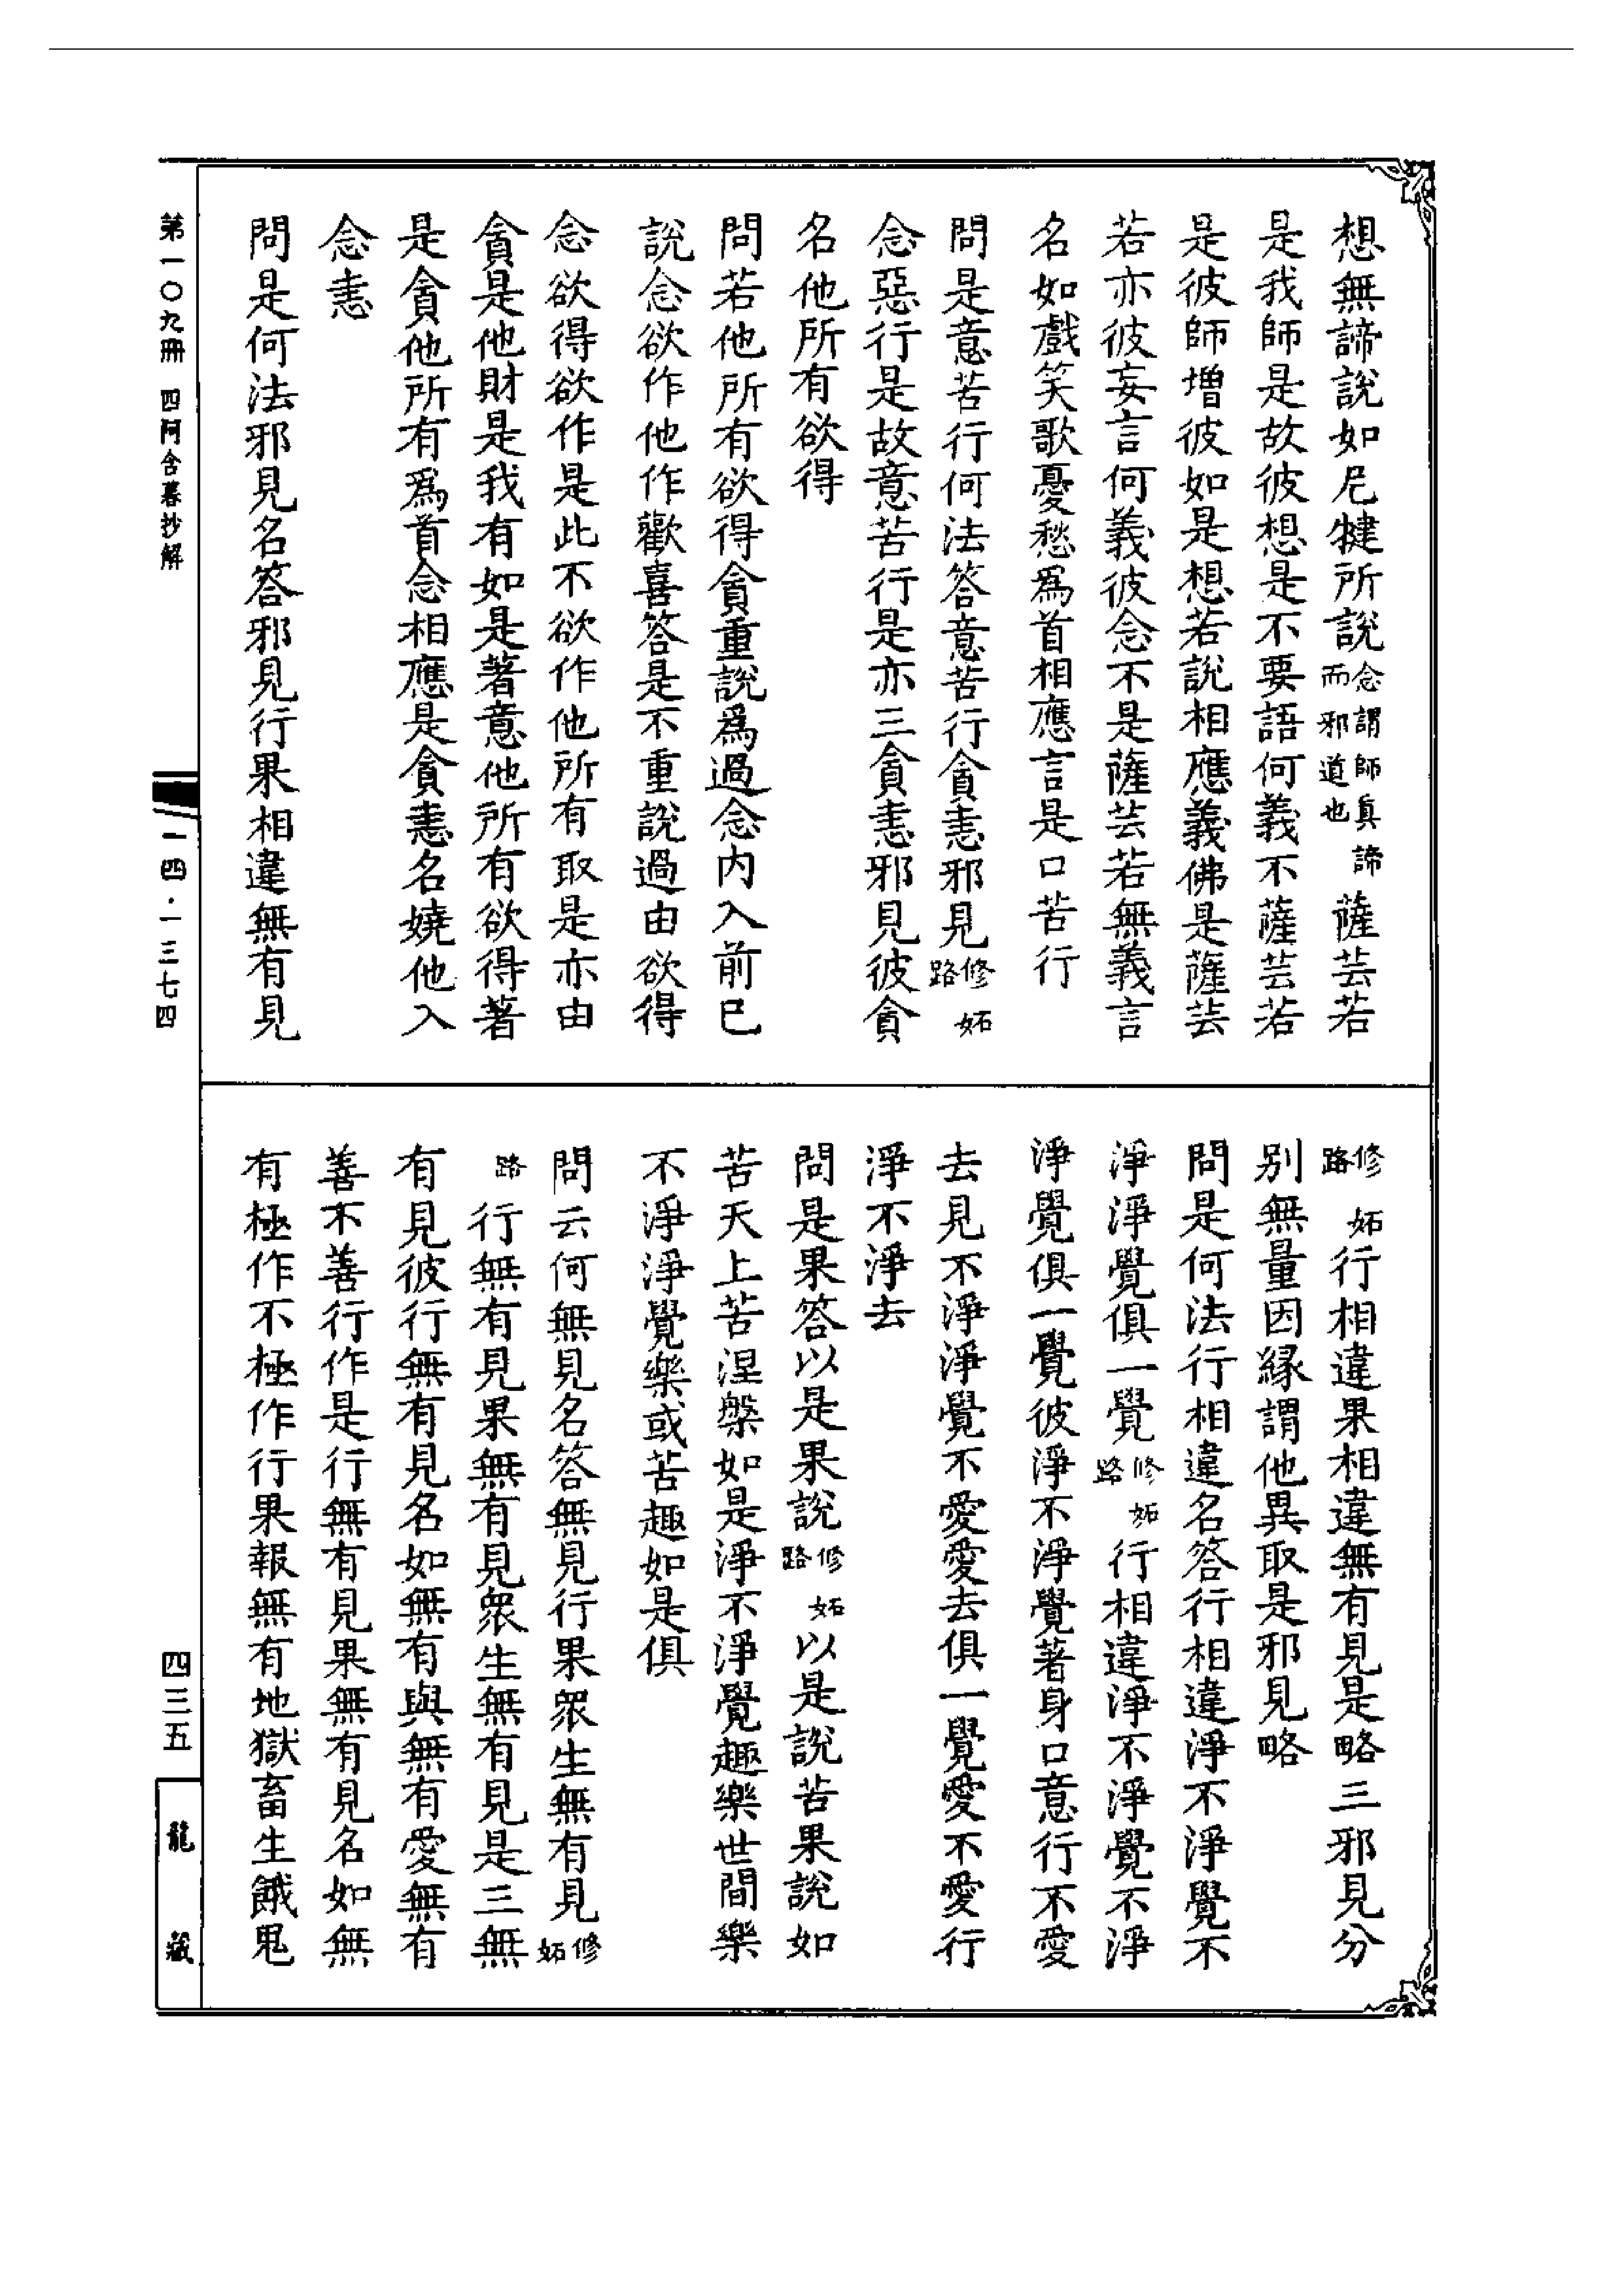 想無諦說如尼犍所說念謂師真諦而邪道也薩芸若
是我師是故彼想是不要語何義不薩芸若
是彼師增彼如是想若說相應義佛是薩芸
若亦彼妄言何義彼念不是薩芸若無義言
名如戲笑歌憂愁爲首相應言是口苦行
問是意苦行何法答意苦行貪恚邪見修妬路
念惡行是故意苦行是亦三貪恚邪見彼貪
名他所有欲得
問若他所有欲得貪重說爲過念內入前已
說念欲作他作歡喜答是不重說過由欲得
念欲得欲作是此不欲作他所有取是亦由
貪是他財是我有如是著意他所有欲得著
是貪他所有爲首念相應是貪恚名嬈他入
念恚
問是何法邪見名答邪見行果相違無有見
修妬路行相違果相違無有見是略三邪見分
別無量因緣謂他異取是邪見略
問是何法行相違名答行相違淨不淨覺不
淨淨覺俱一覺修妬路行相違淨不淨覺不淨
淨覺俱一覺彼淨不淨覺著身口意行不愛
去見不淨淨覺不愛愛去俱一覺愛不愛行
淨不淨去
問是果答以是果說修妬路以是說苦果說如
苦天上苦涅槃如是淨不淨覺趣樂世間樂
不淨淨覺樂或苦趣如是俱
問云何無見名答無見行果眾生無有見修妬
路行無有見果無有見眾生無有見是三無
有見彼行無有見名如無有與無有愛無有
善不善行作是行無有見果無有見名如無
有極作不極作行果報無有地獄畜生餓鬼
第一〇九冊 四阿含暮抄解
一四·一三七四
四三五
龍藏